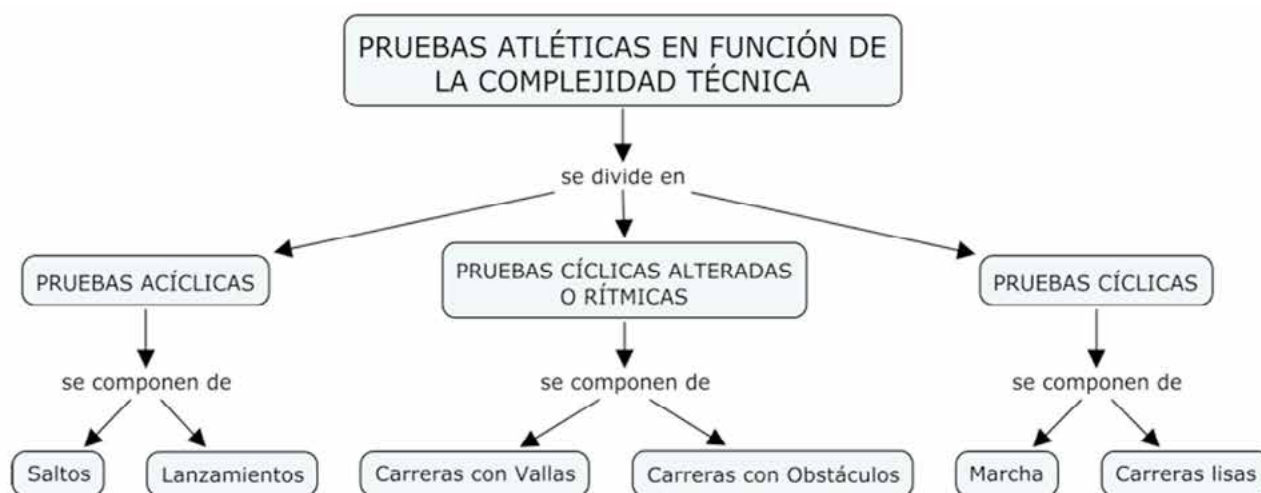 PRUEBAS ATLÉTICAS EN FUNCIÓN DE
LA COMPLEJIDAD TÉCNICA
se divide en
PRUEBAS ACÍCLICAS
PRUEBAS CÍCLICAS ALTERADAS
O RÍTMICAS
PRUEBAS CÍCLICAS
se componen de
se componen de
se componen de
Saltos
Lanzamientos
Carreras con Vallas
Carreras con Obstáculos
Marcha
Carreras lisas